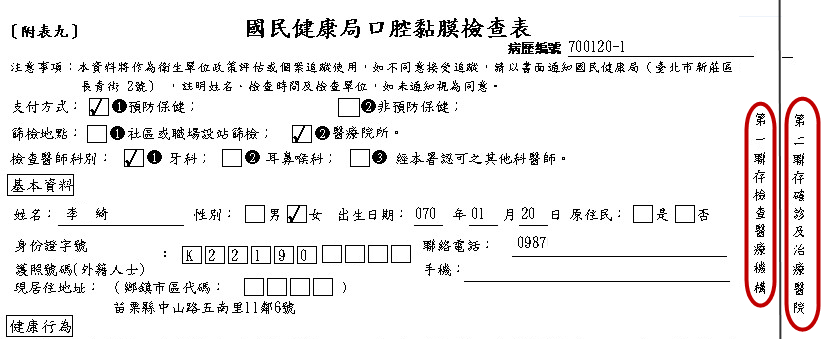 〔附表九〕
國民健康局口腔黏膜檢查表
病歷編號 700120-1
注意事項：本資料將作為衛生單位政策評估或個案追蹤使用，如不同意接受追蹤，請以書面通知國民健康局（臺北市新莊區
長青街 2號），註明姓名、檢查時間及檢查單位，如未通知視為同意。
支付方式：☑❶預防保健； □❷非預防保健；
篩檢地點：□❶社區或職場設站篩檢； ☑❷醫療院所。
檢查醫師科別：☑❶ 牙科； □❷ 耳鼻喉科； □❸ 經本署認可之其他科醫師。
基本資料
姓名：李 綺 性別：□男☑女 出生日期：070 年01 月20 日 原住民：□是□否
身份證字號
：K22190
聯絡電話： 0987
護照號碼(外籍人士)
手機：
現居住地址：（鄉鎮市區代碼：□□□□）
苗栗縣中山路五南里11鄰6號
健康行為
第一聯存檢查醫療機構
第二聯存確診及治療醫院